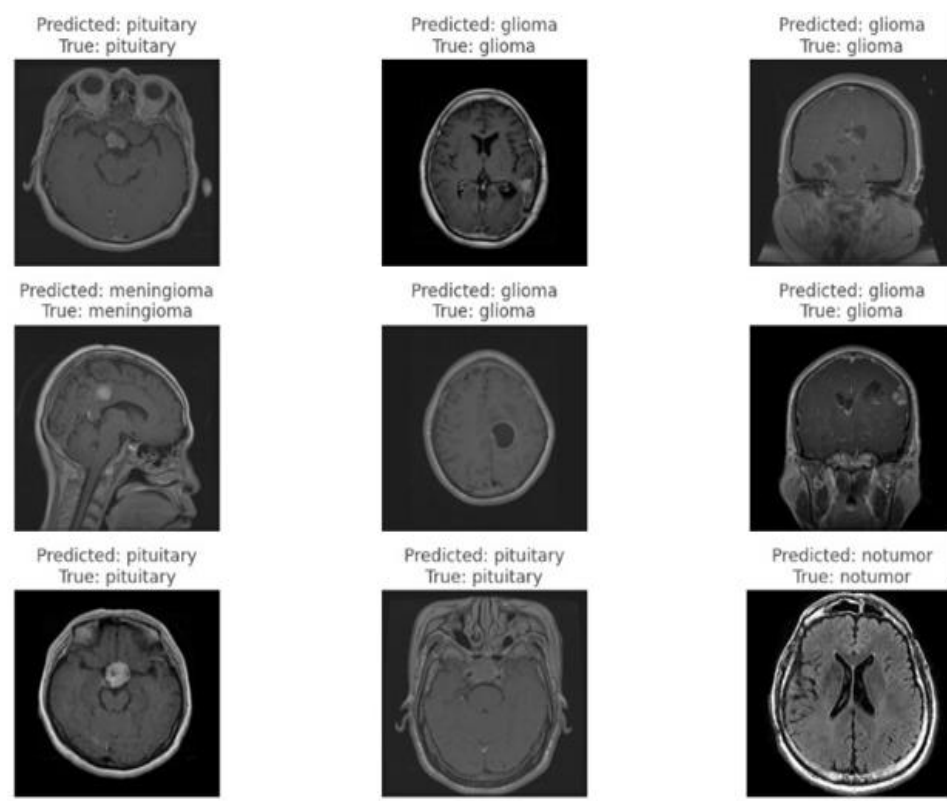 Predicted: pituitary
True: pituitary
Predicted: glioma
True: glioma
Predicted: glioma
True: glioma
Predicted: meningioma
True: meningioma
Predicted: glioma
True: glioma
Predicted: glioma
True: glioma
Predicted: pituitary
True: pituitary
Predicted: pituitary
True: pituitary
Predicted: notumor
True: notumor